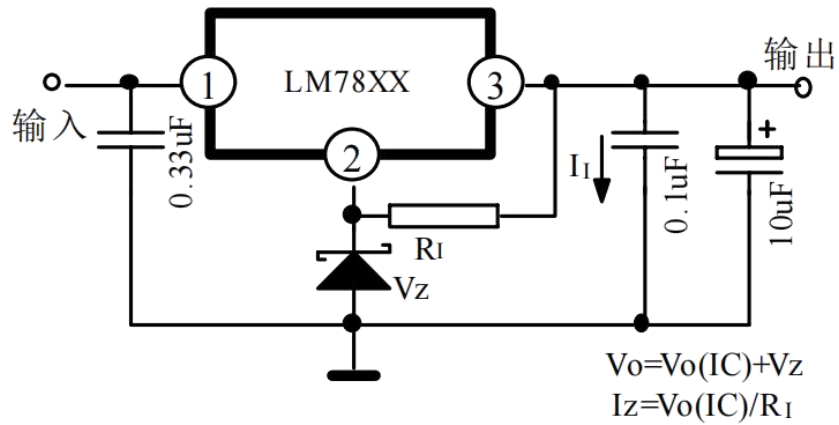 LM78XX
1
3
2
输入
输出
0.33uF
II
0.1uF
+
10uF
RI
Vz
Vo=Vo(IC)+Vz
Iz=Vo(IC)/RI